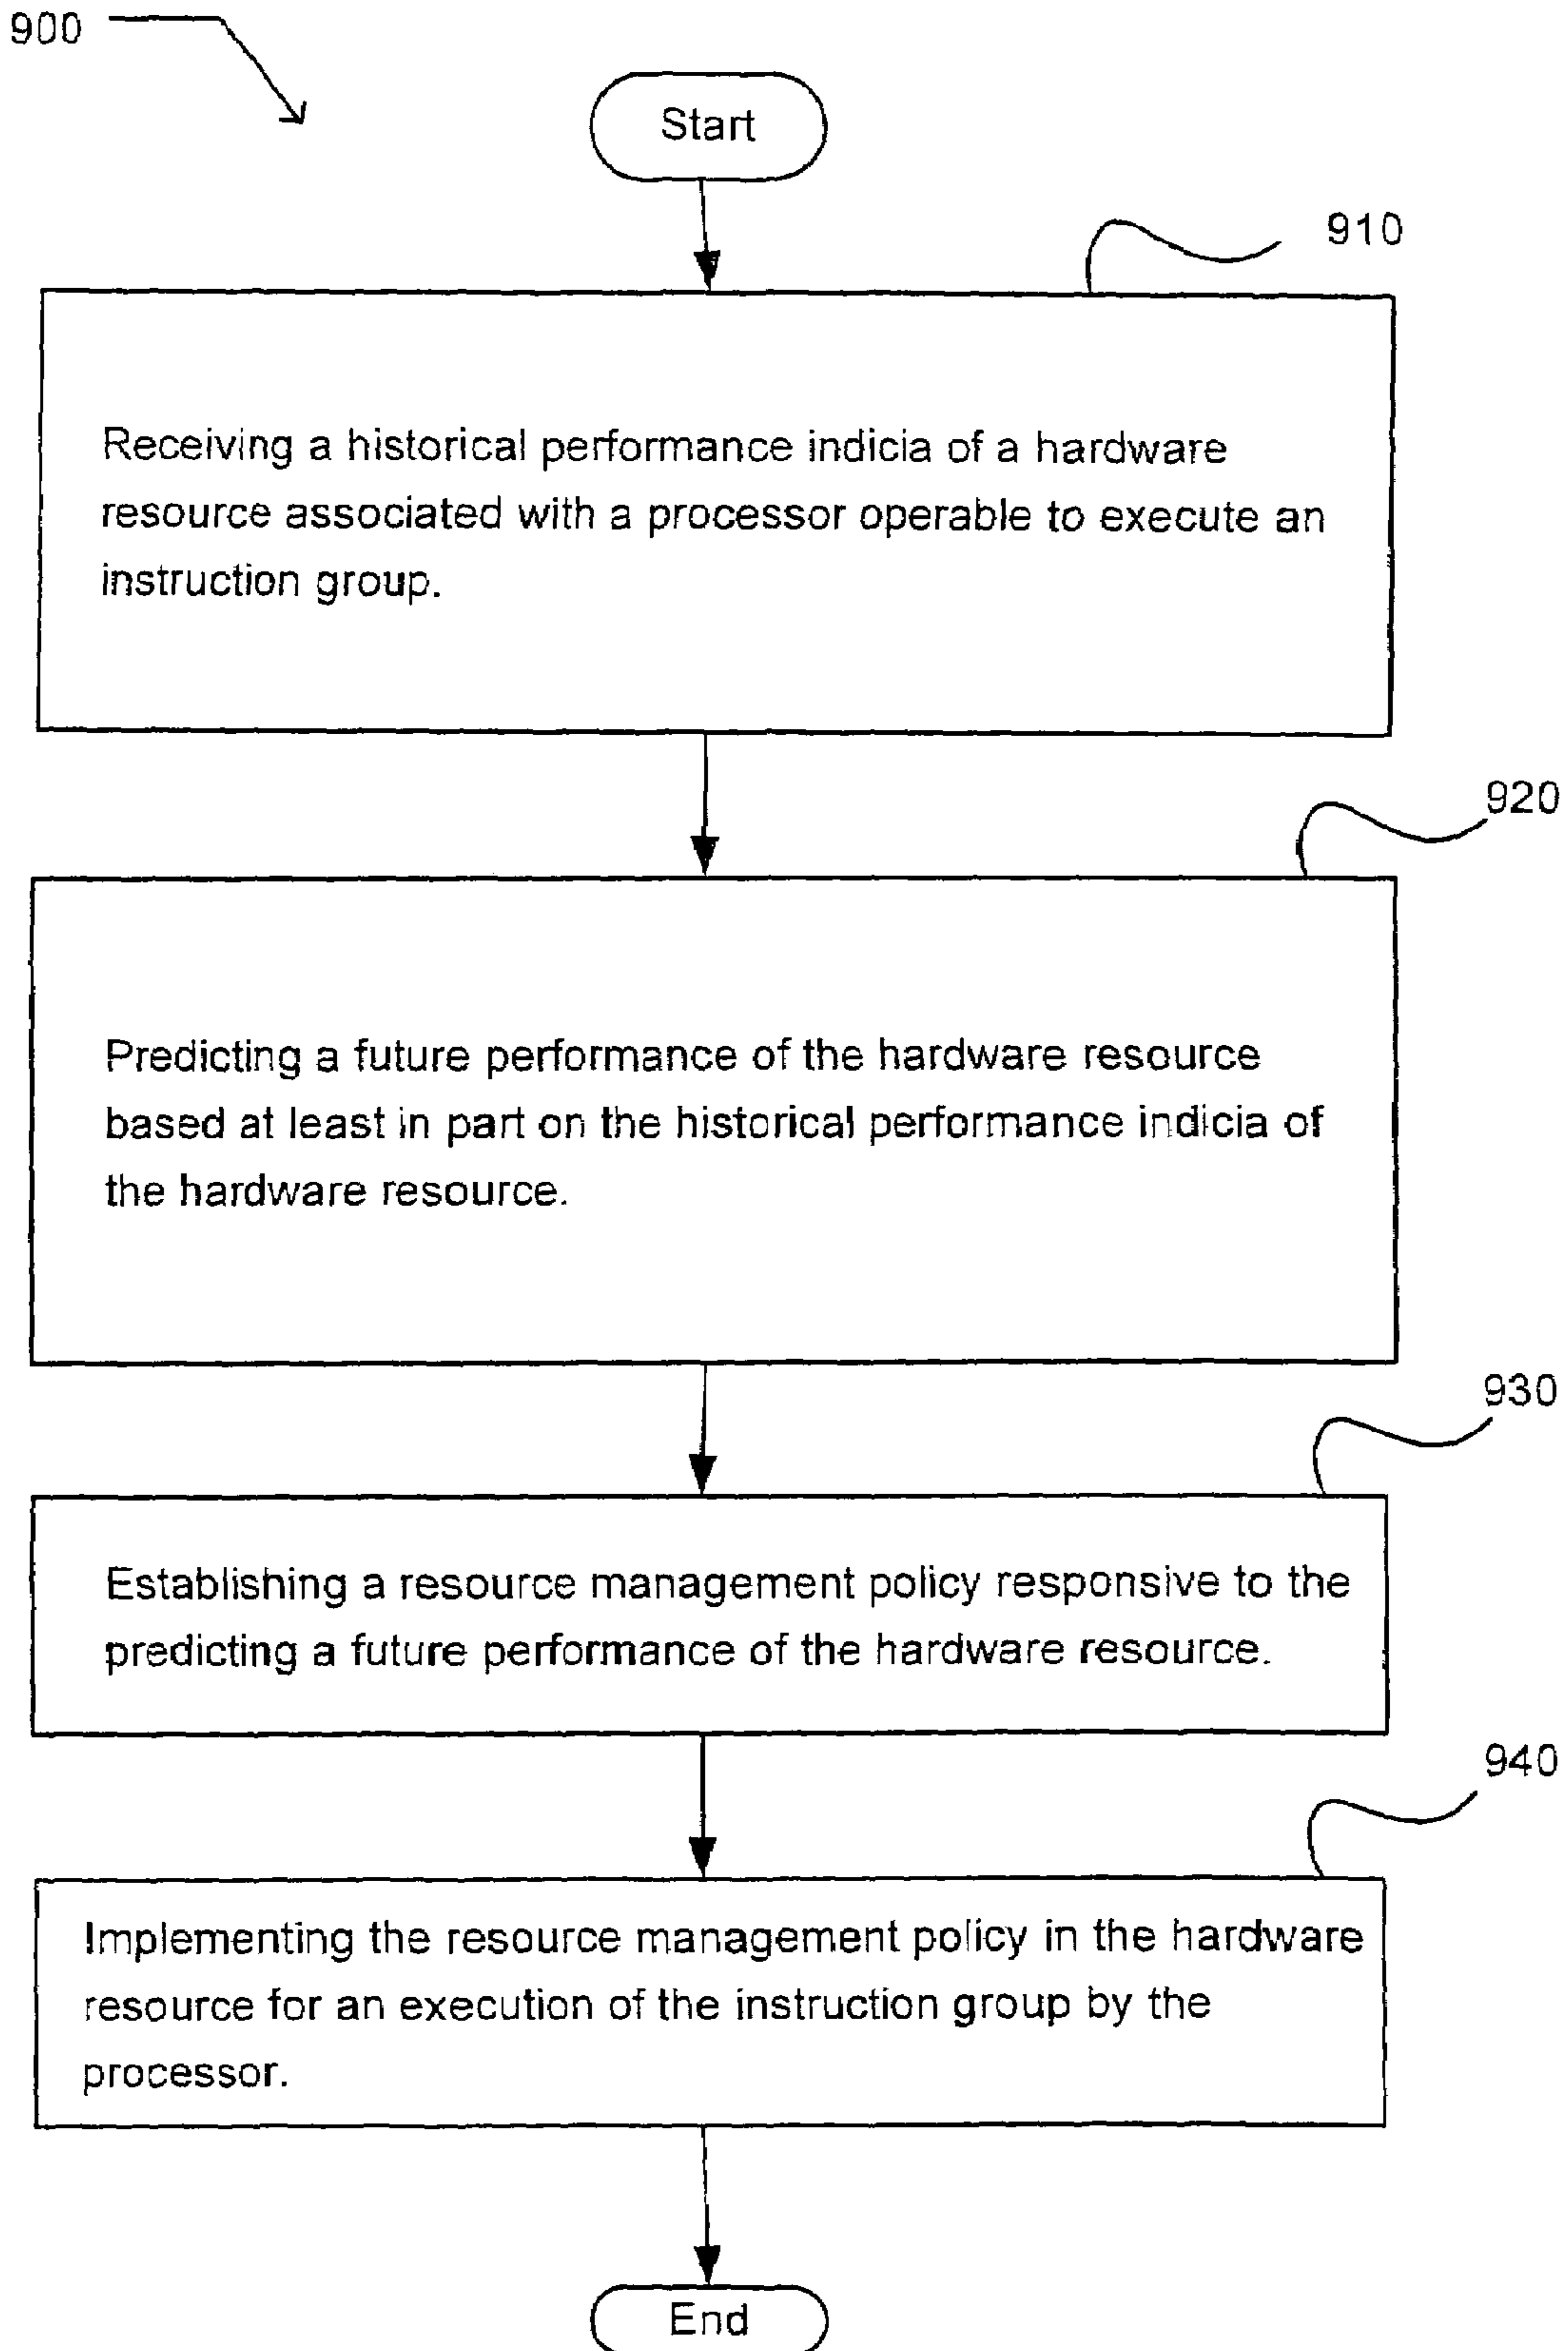 900
Start
910
Receiving a historical performance indicia of a hardware
resource associated with a processor operable to execute an
instruction group.
920
Predicting a future performance of the hardware resource
based at least in part on the historical performance indicia of
the hardware resource.
930
Establishing a resource management policy responsive to the
predicting a future performance of the hardware resource.
940
Implementing the resource management policy in the hardware
resource for an execution of the instruction group by the
processor.
End